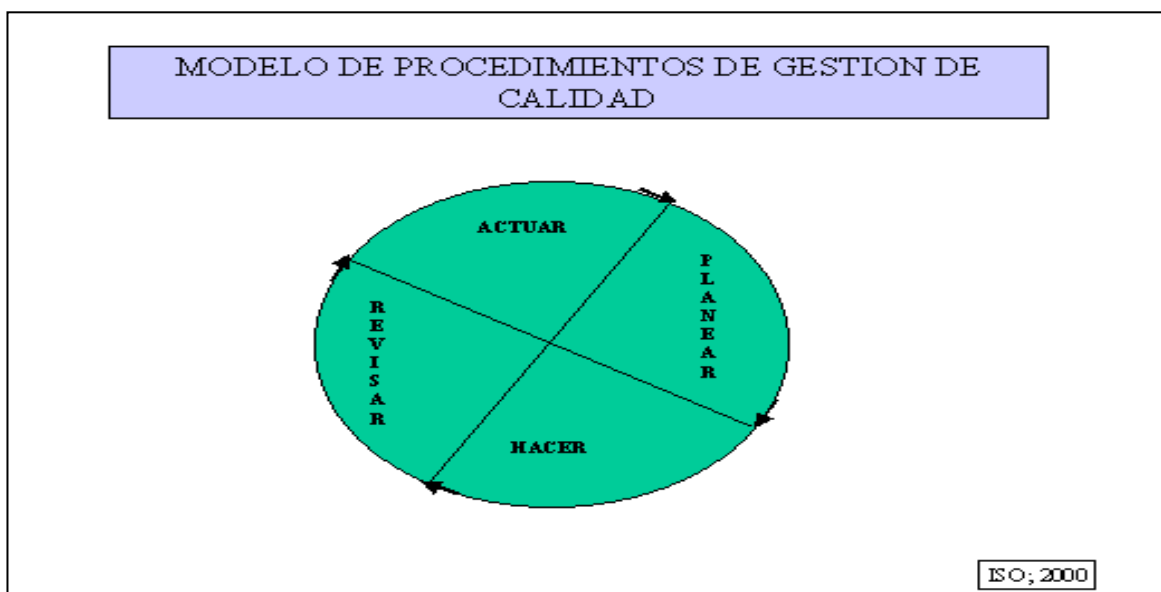 MODELO DE PROCEDIMIENTOS DE GESTION DE
CALIDAD
ACTUAR
PLANEAR
REVISAR
HACER
ISO; 2000